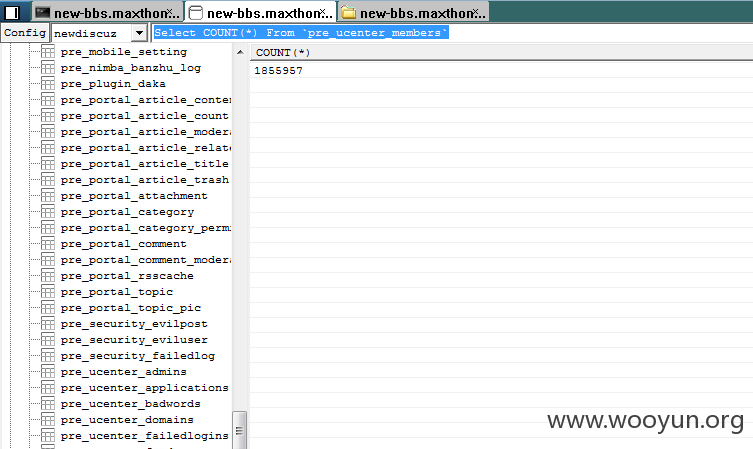 new-bbs.maxthon... new-bbs.maxthon... new-bbs.maxthon...
Config newdiscuz Select COUNT(*) From `pre_ucenter_members`
pre_mobile_setting
pre_nimba_banzhu_log
pre_plugin_daka
pre_portal_article_conter
pre_portal_article_count
pre_portal_article_modera
pre_portal_article_relate
pre_portal_article_title
pre_portal_article_trash
pre_portal_attachment
pre_portal_category
pre_portal_category_permi
pre_portal_comment
pre_portal_comment_modera
pre_portal_rsscache
pre_portal_topic
pre_portal_topic_pic
pre_security_evilpost
pre_security_eviluser
pre_security_failedlog
pre_ucenter_admins
pre_ucenter_applications
pre_ucenter_badwords
pre_ucenter_domains
pre_ucenter_failedlogins
COUNT(*)
1855957
www.wooyun.org